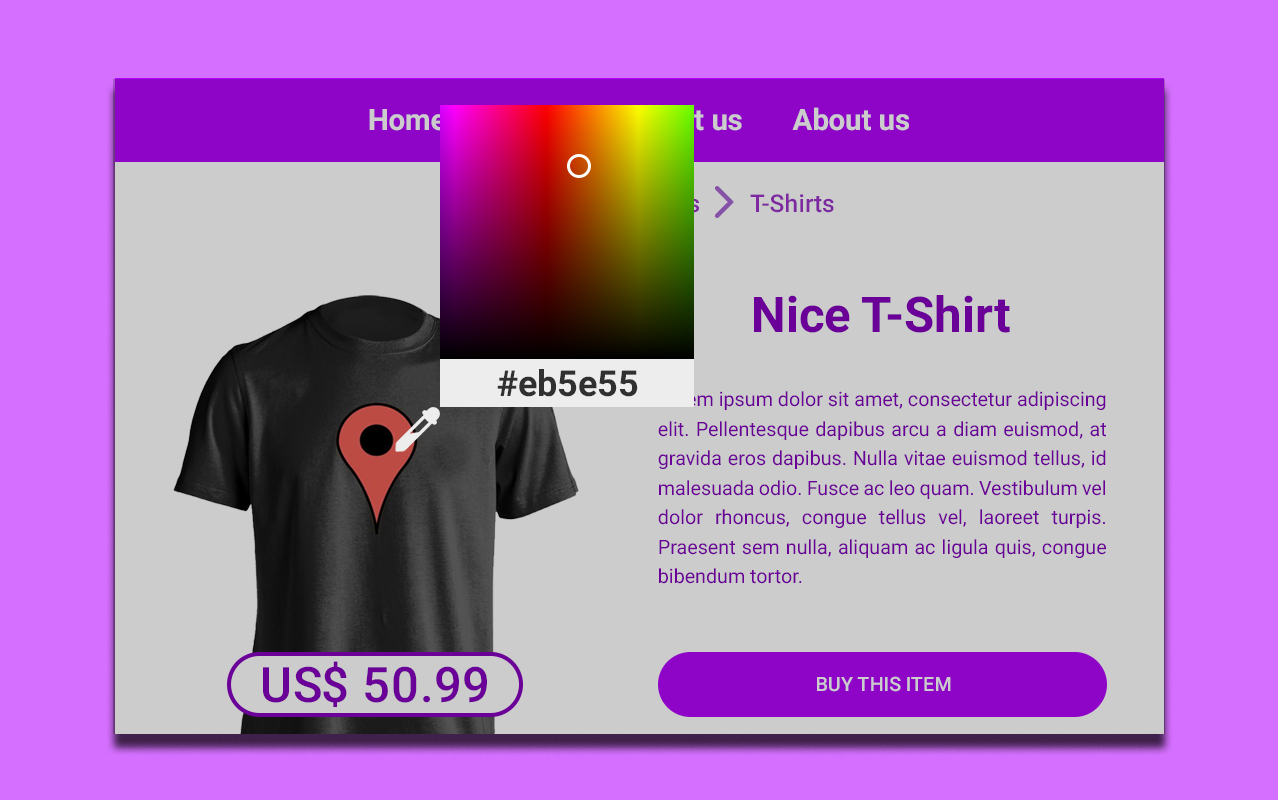 Home
t us
About us
s
T-Shirts
#eb5e55
Nice T-Shirt
em ipsum dolor sit amet, consectetur adipiscing
elit. Pellentesque dapibus arcu a diam euismod, at
gravida eros dapibus. Nulla vitae euismod tellus, id
malesuada odio. Fusce ac leo quam. Vestibulum vel
dolor rhoncus, congue tellus vel, laoreet turpis.
Praesent sem nulla, aliquam ac ligula quis, congue
bibendum tortor.
US$ 50.99
BUY THIS ITEM